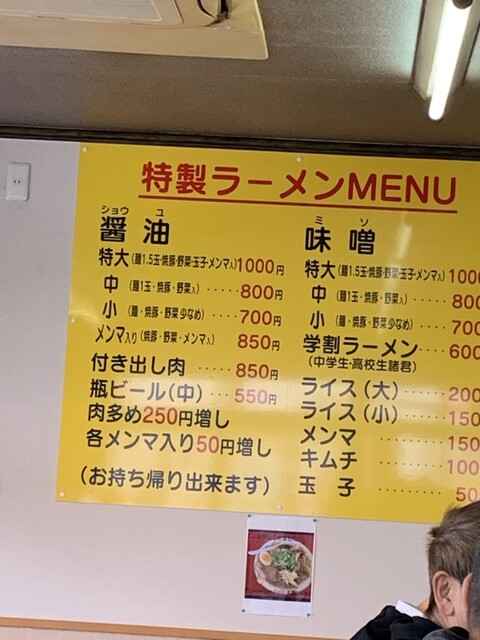 特製ラーメンMENU
ショウ ユ
醤油
特大(麺1.5玉・焼豚・野菜・玉子・メンマ入)1000円
中(麺1玉・焼豚・野菜入)・・・・・800円
小(麺・焼豚・野菜少なめ)・・・・700円
メンマ入り(焼豚・野菜・メンマ入)850円
付き出し肉・・・・・850円
瓶ビール(中)・・・550円
肉多め250円増し
各メンマ入り50円増し
(お持ち帰り出来ます)
ミソ
味噌
特大(麺1.5玉・焼豚・野菜・玉子・メンマ入)1000
中(麺1玉・焼豚・野菜入)・・・・・800
小(麺・焼豚・野菜少なめ)・・・・700
学割ラーメン・・・・600
(中学生・高校生諸君)
ライス(大)・・・・・200
ライス(小)・・・・・150
メンマ・・・・・・・・150
キムチ・・・・・・・・100
玉子・・・・・・・・・50